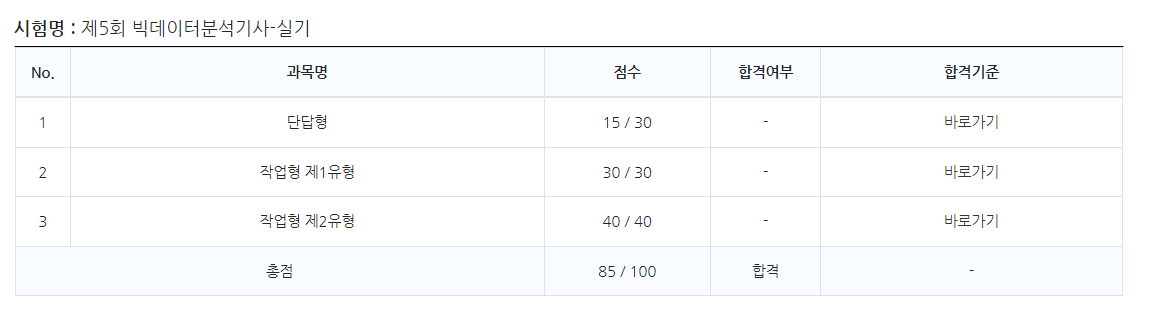 시험명 : 제5회 빅데이터분석기사-실기
No. 과목명 점수 합격여부 합격기준
1 단답형 15 / 30 - 바로가기
2 작업형 제1유형 30 / 30 - 바로가기
3 작업형 제2유형 40 / 40 - 바로가기
총점 85 / 100 합격 -